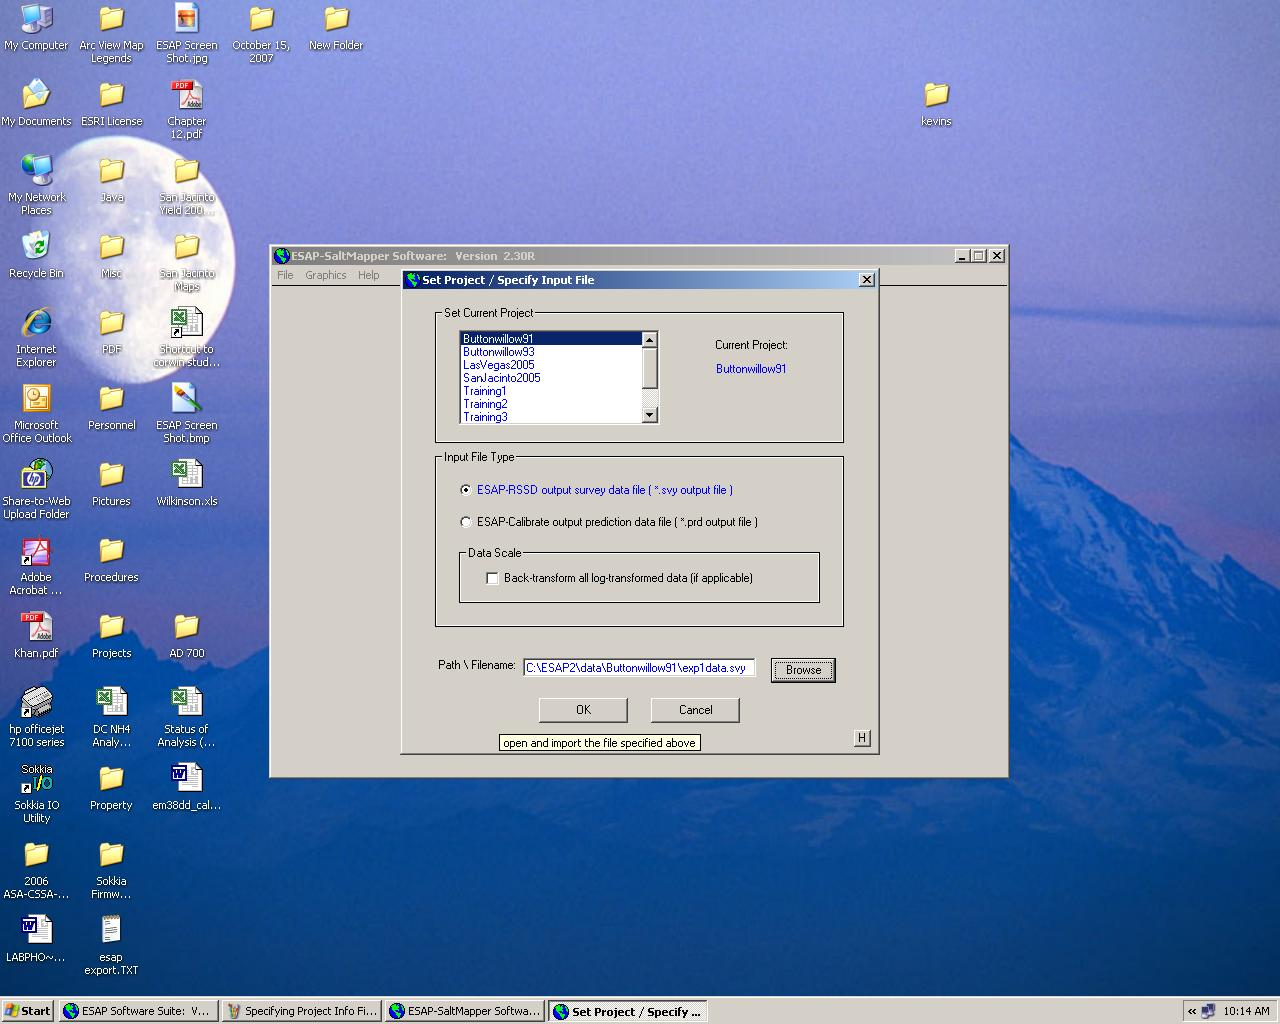 My Computer
Arc View Map
Legends
ESAP Screen
Shot.jpg
October 15,
2007
New Folder
My Documents
ESRI License
PDF
Adobe
Chapter
12.pdf
kevins
My Network
Places
Java
San Jacinto
Yield 200...
Recycle Bin
Misc
San Jacinto
Maps
Internet
Explorer
PDF
Shortcut to
corwin stud...
Microsoft
Office Outlook
Personnel
ESAP Screen
Shot.bmp
Share-to-Web
Upload Folder
Pictures
Wilkinson.xls
Adobe
Acrobat ...
Procedures
PDF
Adobe
Khan.pdf
Projects
AD 700
hp officejet
7100 series
DC NH4
Analy...
Status of
Analysis (...
Sokkia
I/O
Sokkia IO
Utility
Property
em38dd_cal...
2006
ASA-CSSA-...
Sokkia
Firmw...
LABPHO~...
esap
export.TXT
ESAP-SaltMapper Software: Version 2.30R
File Graphics Help
Set Project / Specify Input File
Set Current Project
Buttonwillow91
Buttonwillow93
LasVegas2005
SanJacinto2005
Training1
Training2
Training3
Current Project:
Buttonwillow91
Input File Type
ESAP-RSSD output survey data file ( *.svy output file )
ESAP-Calibrate output prediction data file ( *.prd output file )
Data Scale
Back-transform all log-transformed data (if applicable)
Path \ Filename: C:\ESAP2\data\Buttonwillow91\exp1data.svy Browse
OK Cancel
open and import the file specified above
H
Start ESAP Software Suite: V... Specifying Project Info Fi... ESAP-SaltMapper Softwa... Set Project / Specify ... « 10:14 AM